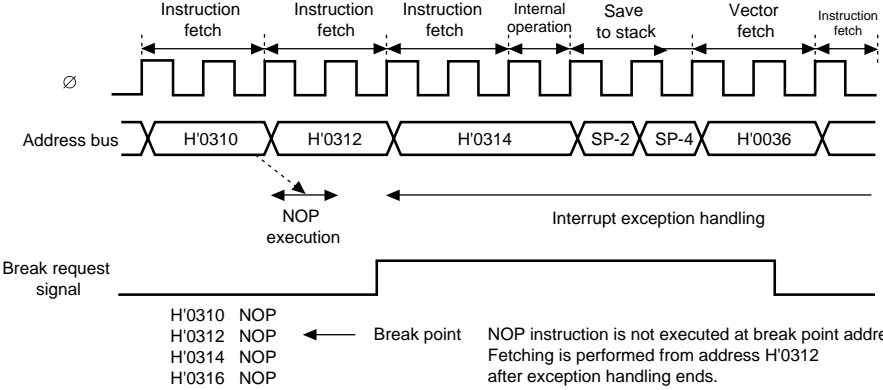 Instruction fetch
Instruction fetch
Instruction fetch
Internal operation
Save to stack
Vector fetch
Instruction fetch
∅
Address bus
H'0310
H'0312
H'0314
SP-2
SP-4
H'0036
NOP execution
Interrupt exception handling
Break request signal
H'0310 NOP
H'0312 NOP
H'0314 NOP
H'0316 NOP
Break point
NOP instruction is not executed at break point addre
Fetching is performed from address H'0312
after exception handling ends.